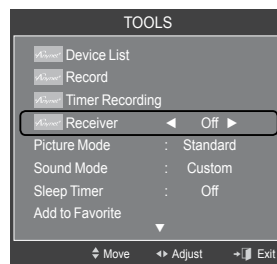 TOOLS
Device List
Record
Timer Recording
Receiver ◄ Off ►
Picture Mode : Standard
Sound Mode : Custom
Sleep Timer : Off
Add to Favorite
▼
Move Adjust Exit